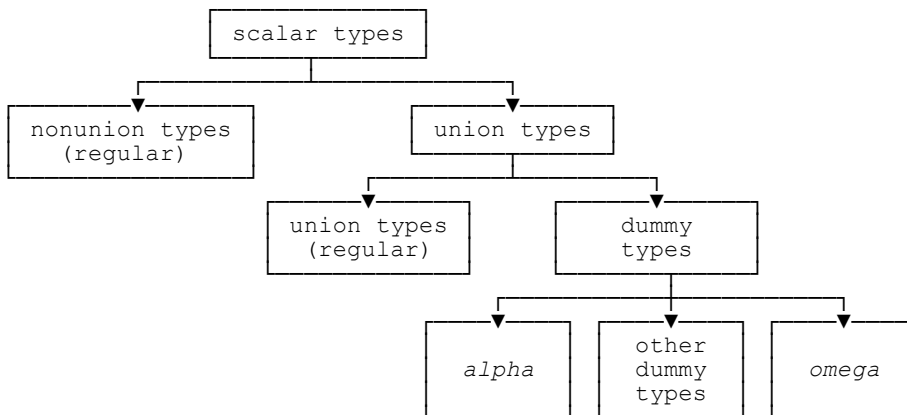 scalar types
nonunion types
(regular)
union types
union types
(regular)
dummy
types
alpha
other
dummy
types
omega